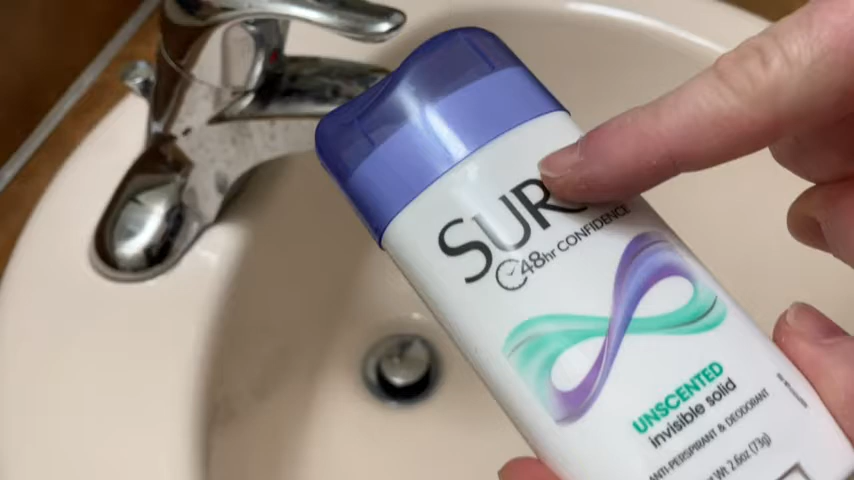 SUR
48hr CONFIDENCE
UNSCENTED
invisible solid
ANTI-PERSPIRANT & DEODORANT
Wt 2.6oz (73g)